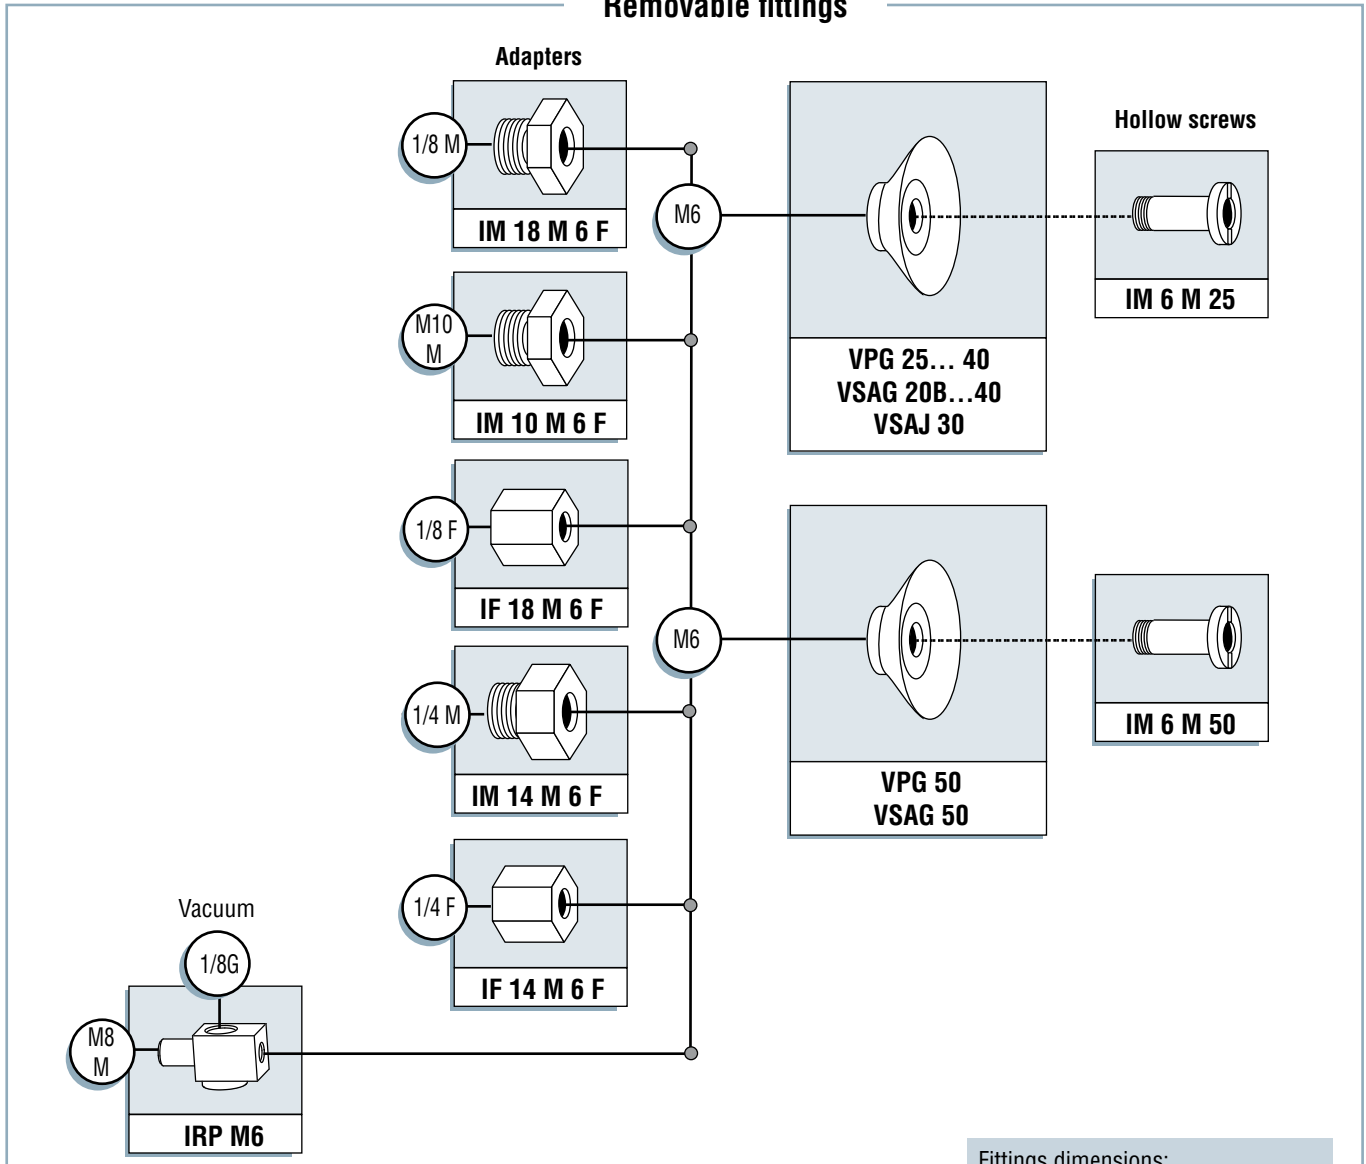 Removable fittings
Adapters
1/8 M
IM 18 M 6 F
M10
M
IM 10 M 6 F
1/8 F
IF 18 M 6 F
1/4 M
IM 14 M 6 F
1/4 F
IF 14 M 6 F
Vacuum
1/8G
M8
M
IRP M6
M6
VPG 25... 40
VSAG 20B...40
VSAJ 30
Hollow screws
IM 6 M 25
M6
VPG 50
VSAG 50
IM 6 M 50
Fittings dimensions: